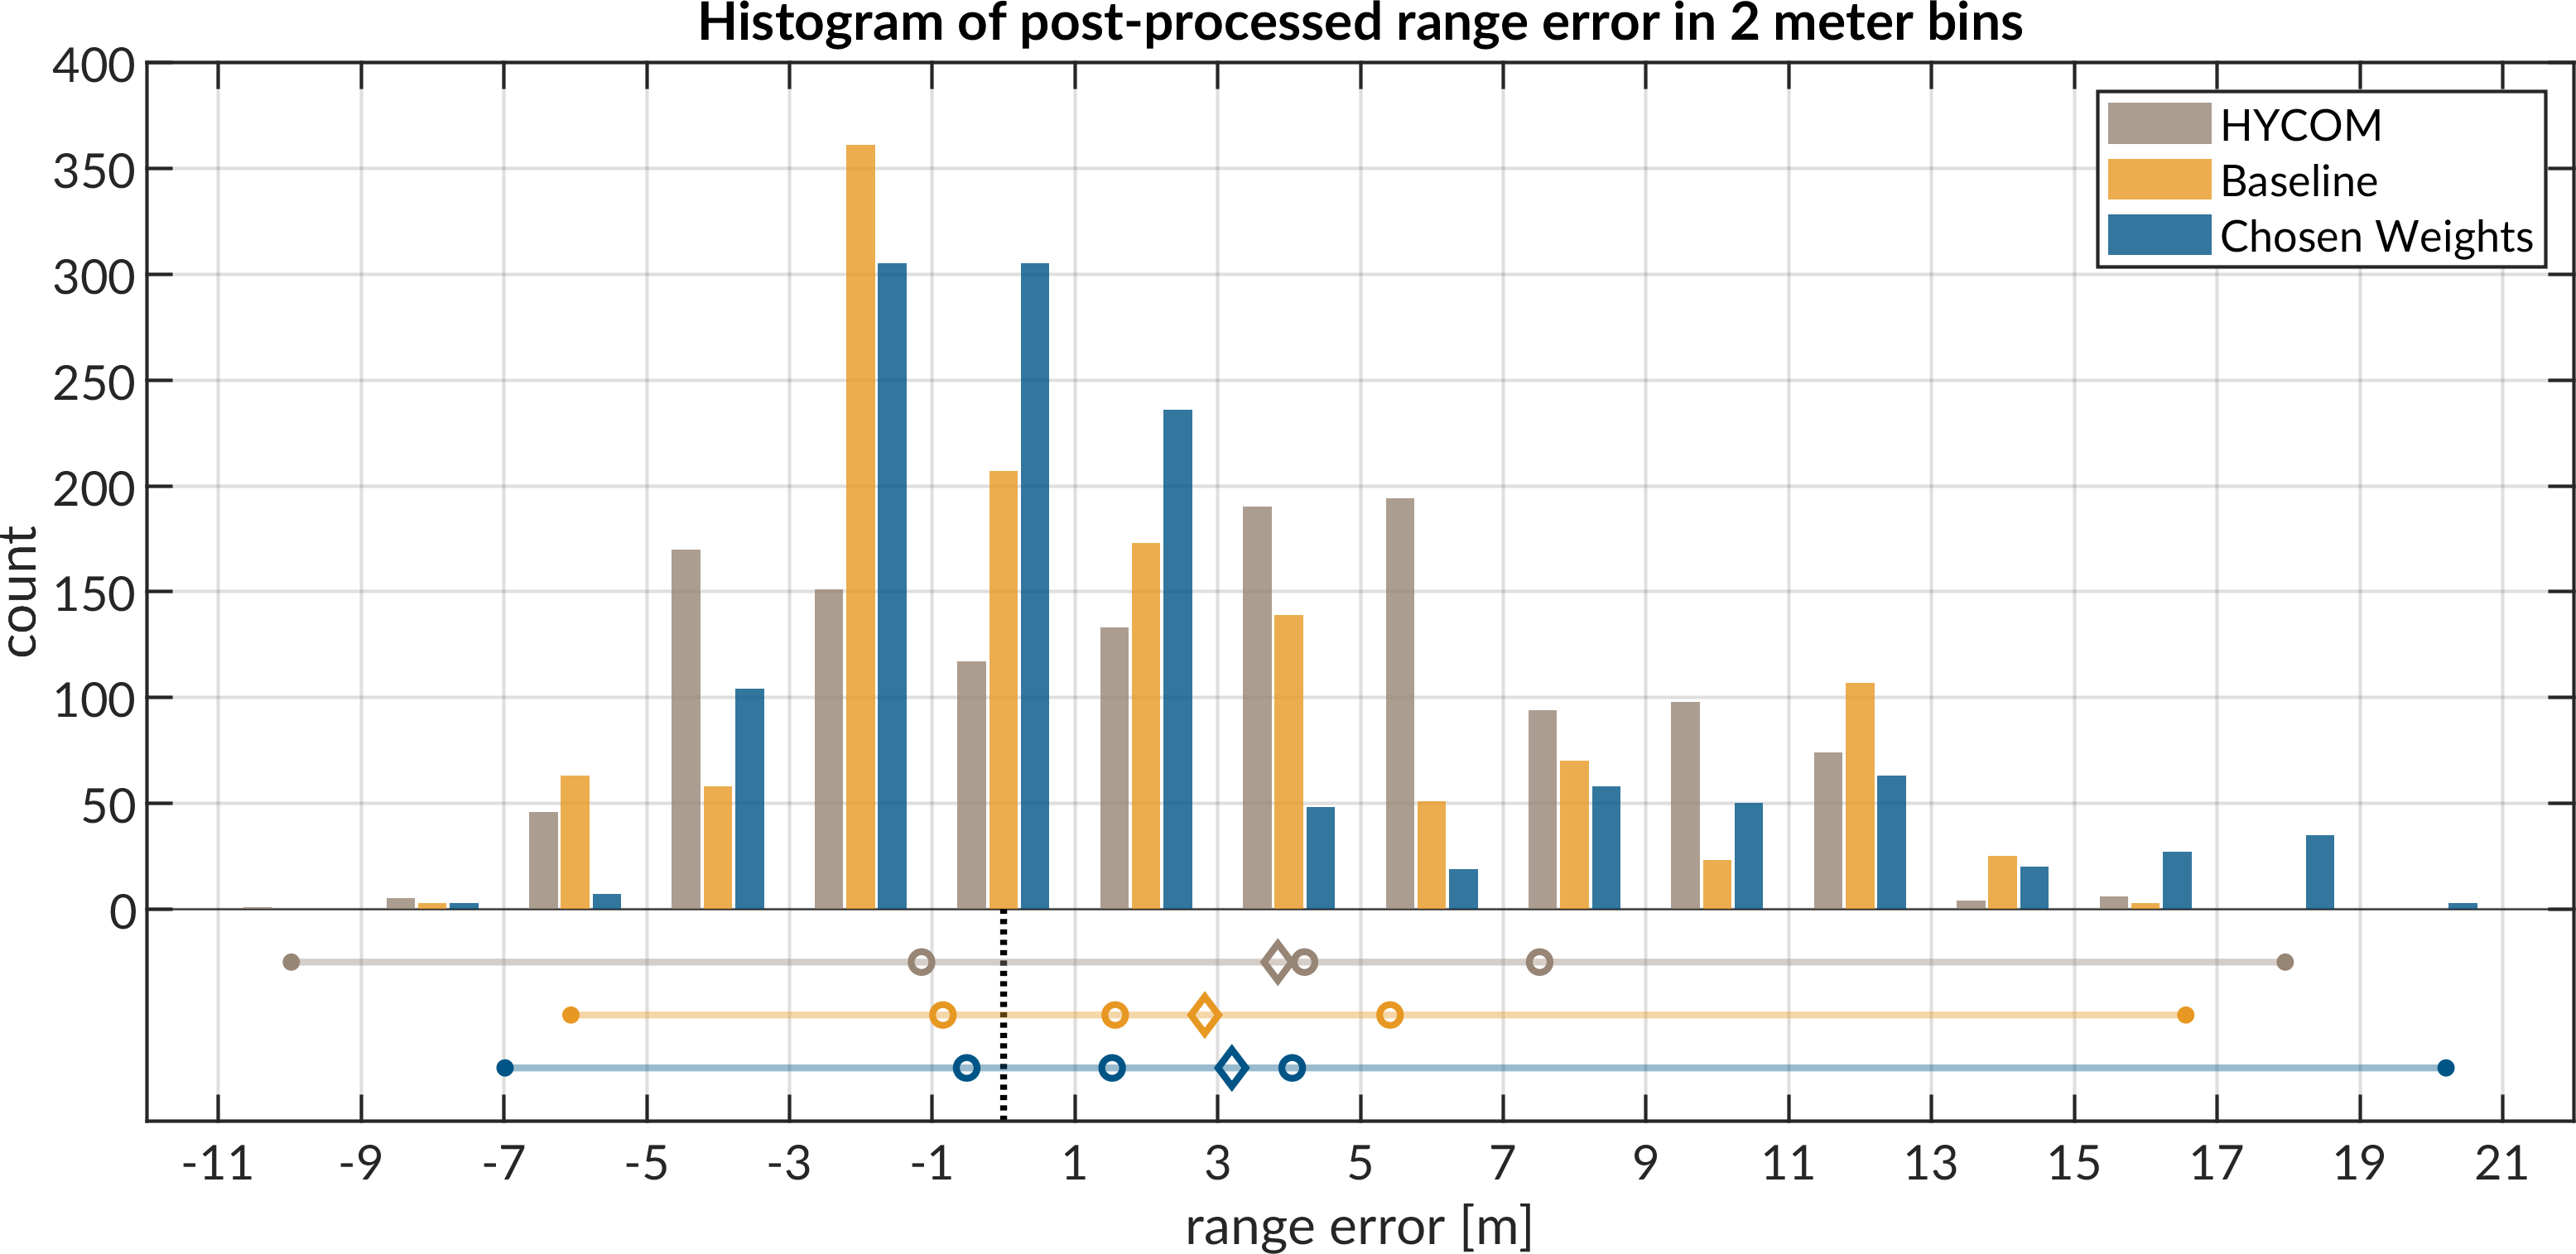 Histogram of post-processed range error in 2 meter bins
400
350
300
250
200
150
100
50
0
count
HYCOM
Baseline
Chosen Weights
-11 -9 -7 -5 -3 -1 1 3 5 7 9 11 13 15 17 19 21
range error [m]